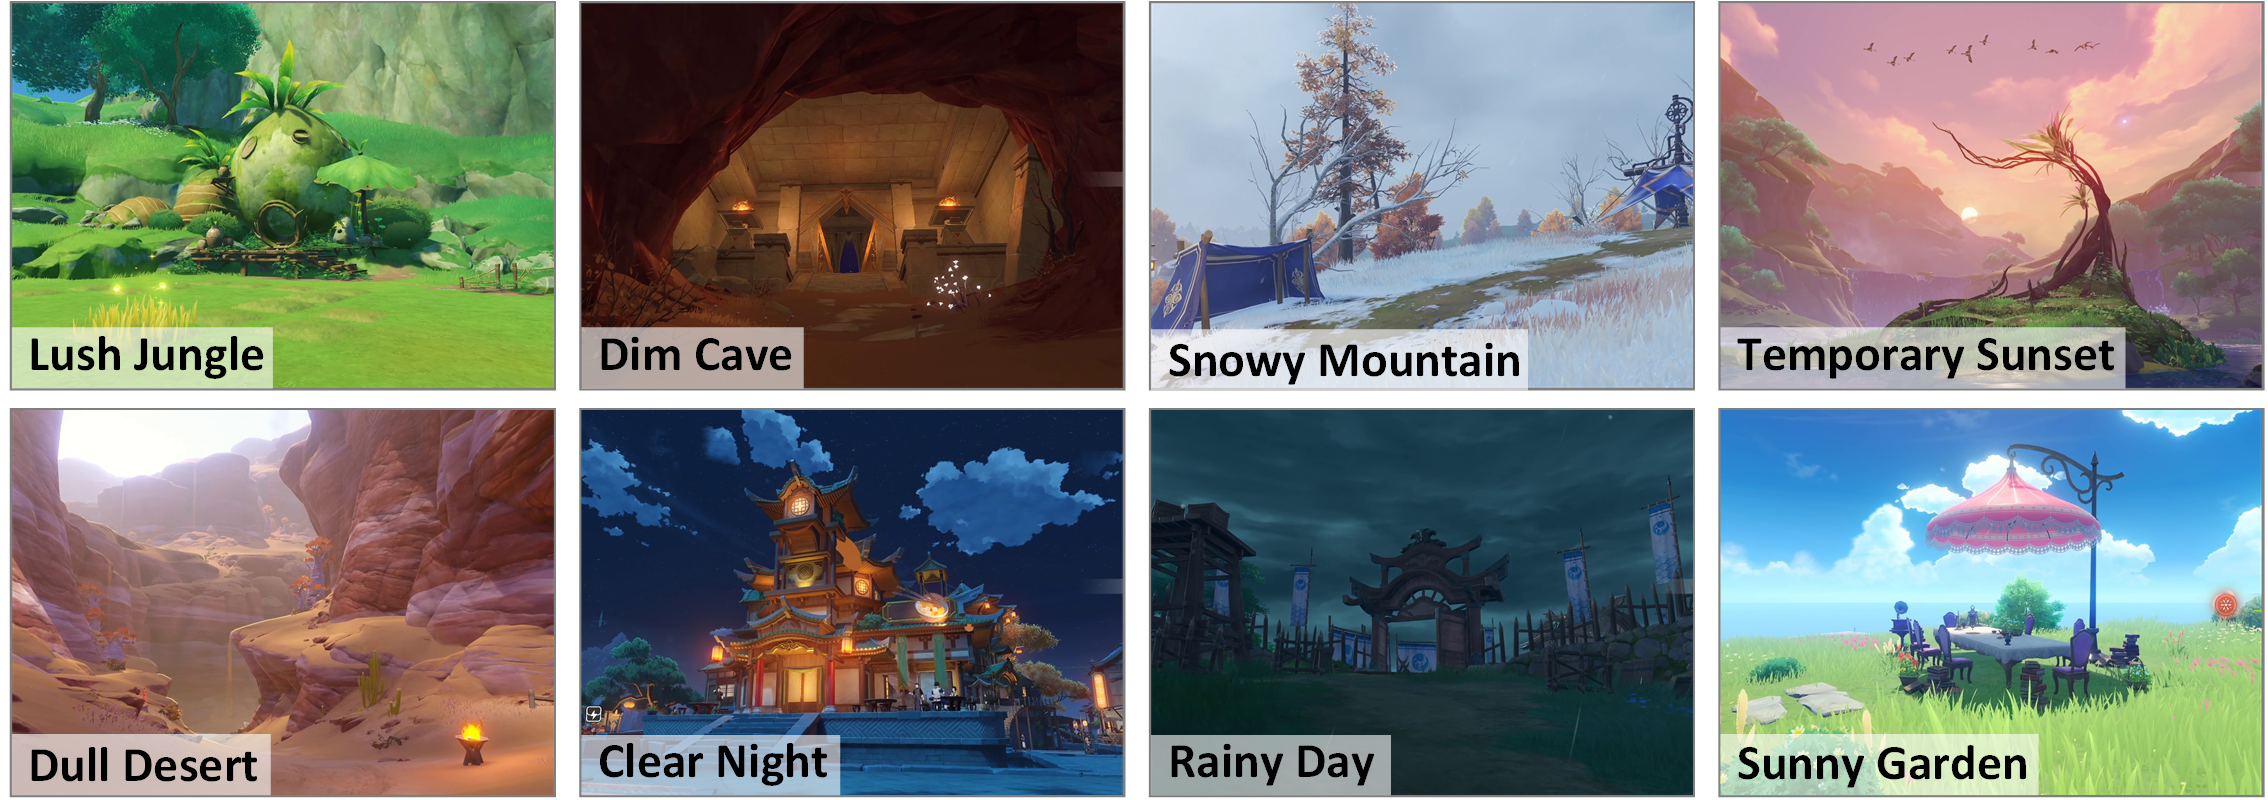 Lush Jungle
Dim Cave
Snowy Mountain
Temporary Sunset
Dull Desert
Clear Night
Rainy Day
Sunny Garden